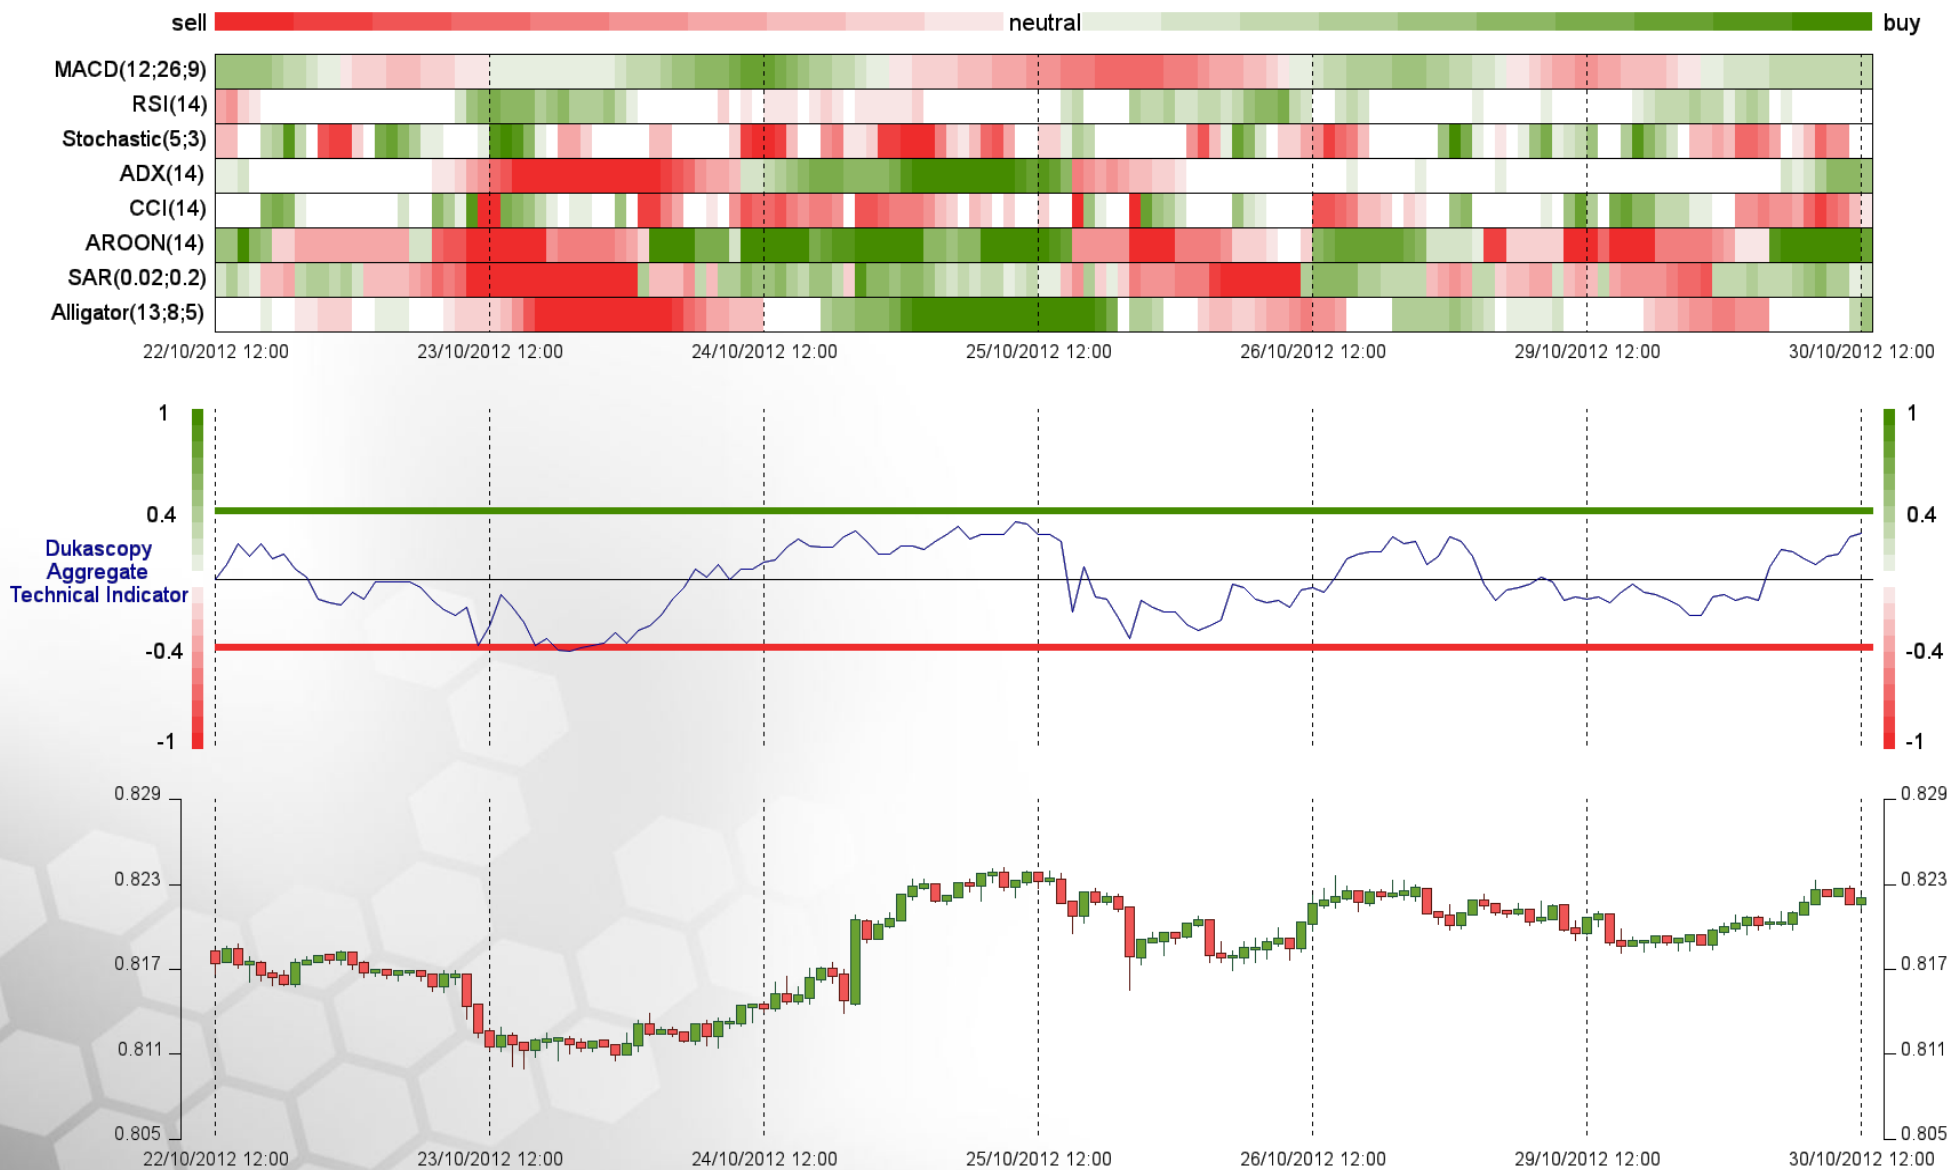 sell neutral buy
MACD(12;26;9)
RSI(14)
Stochastic(5;3)
ADX(14)
CCI(14)
AROON(14)
SAR(0.02;0.2)
Alligator(13;8;5)
22/10/2012 12:00 23/10/2012 12:00 24/10/2012 12:00 25/10/2012 12:00 26/10/2012 12:00 29/10/2012 12:00 30/10/2012 12:00
1 1
0.4 0.4
Dukascopy
Aggregate
Technical Indicator
-0.4 -0.4
-1 -1
0.829 0.829
0.823 0.823
0.817 0.817
0.811 0.811
0.805 0.805
22/10/2012 12:00 23/10/2012 12:00 24/10/2012 12:00 25/10/2012 12:00 26/10/2012 12:00 29/10/2012 12:00 30/10/2012 12:00